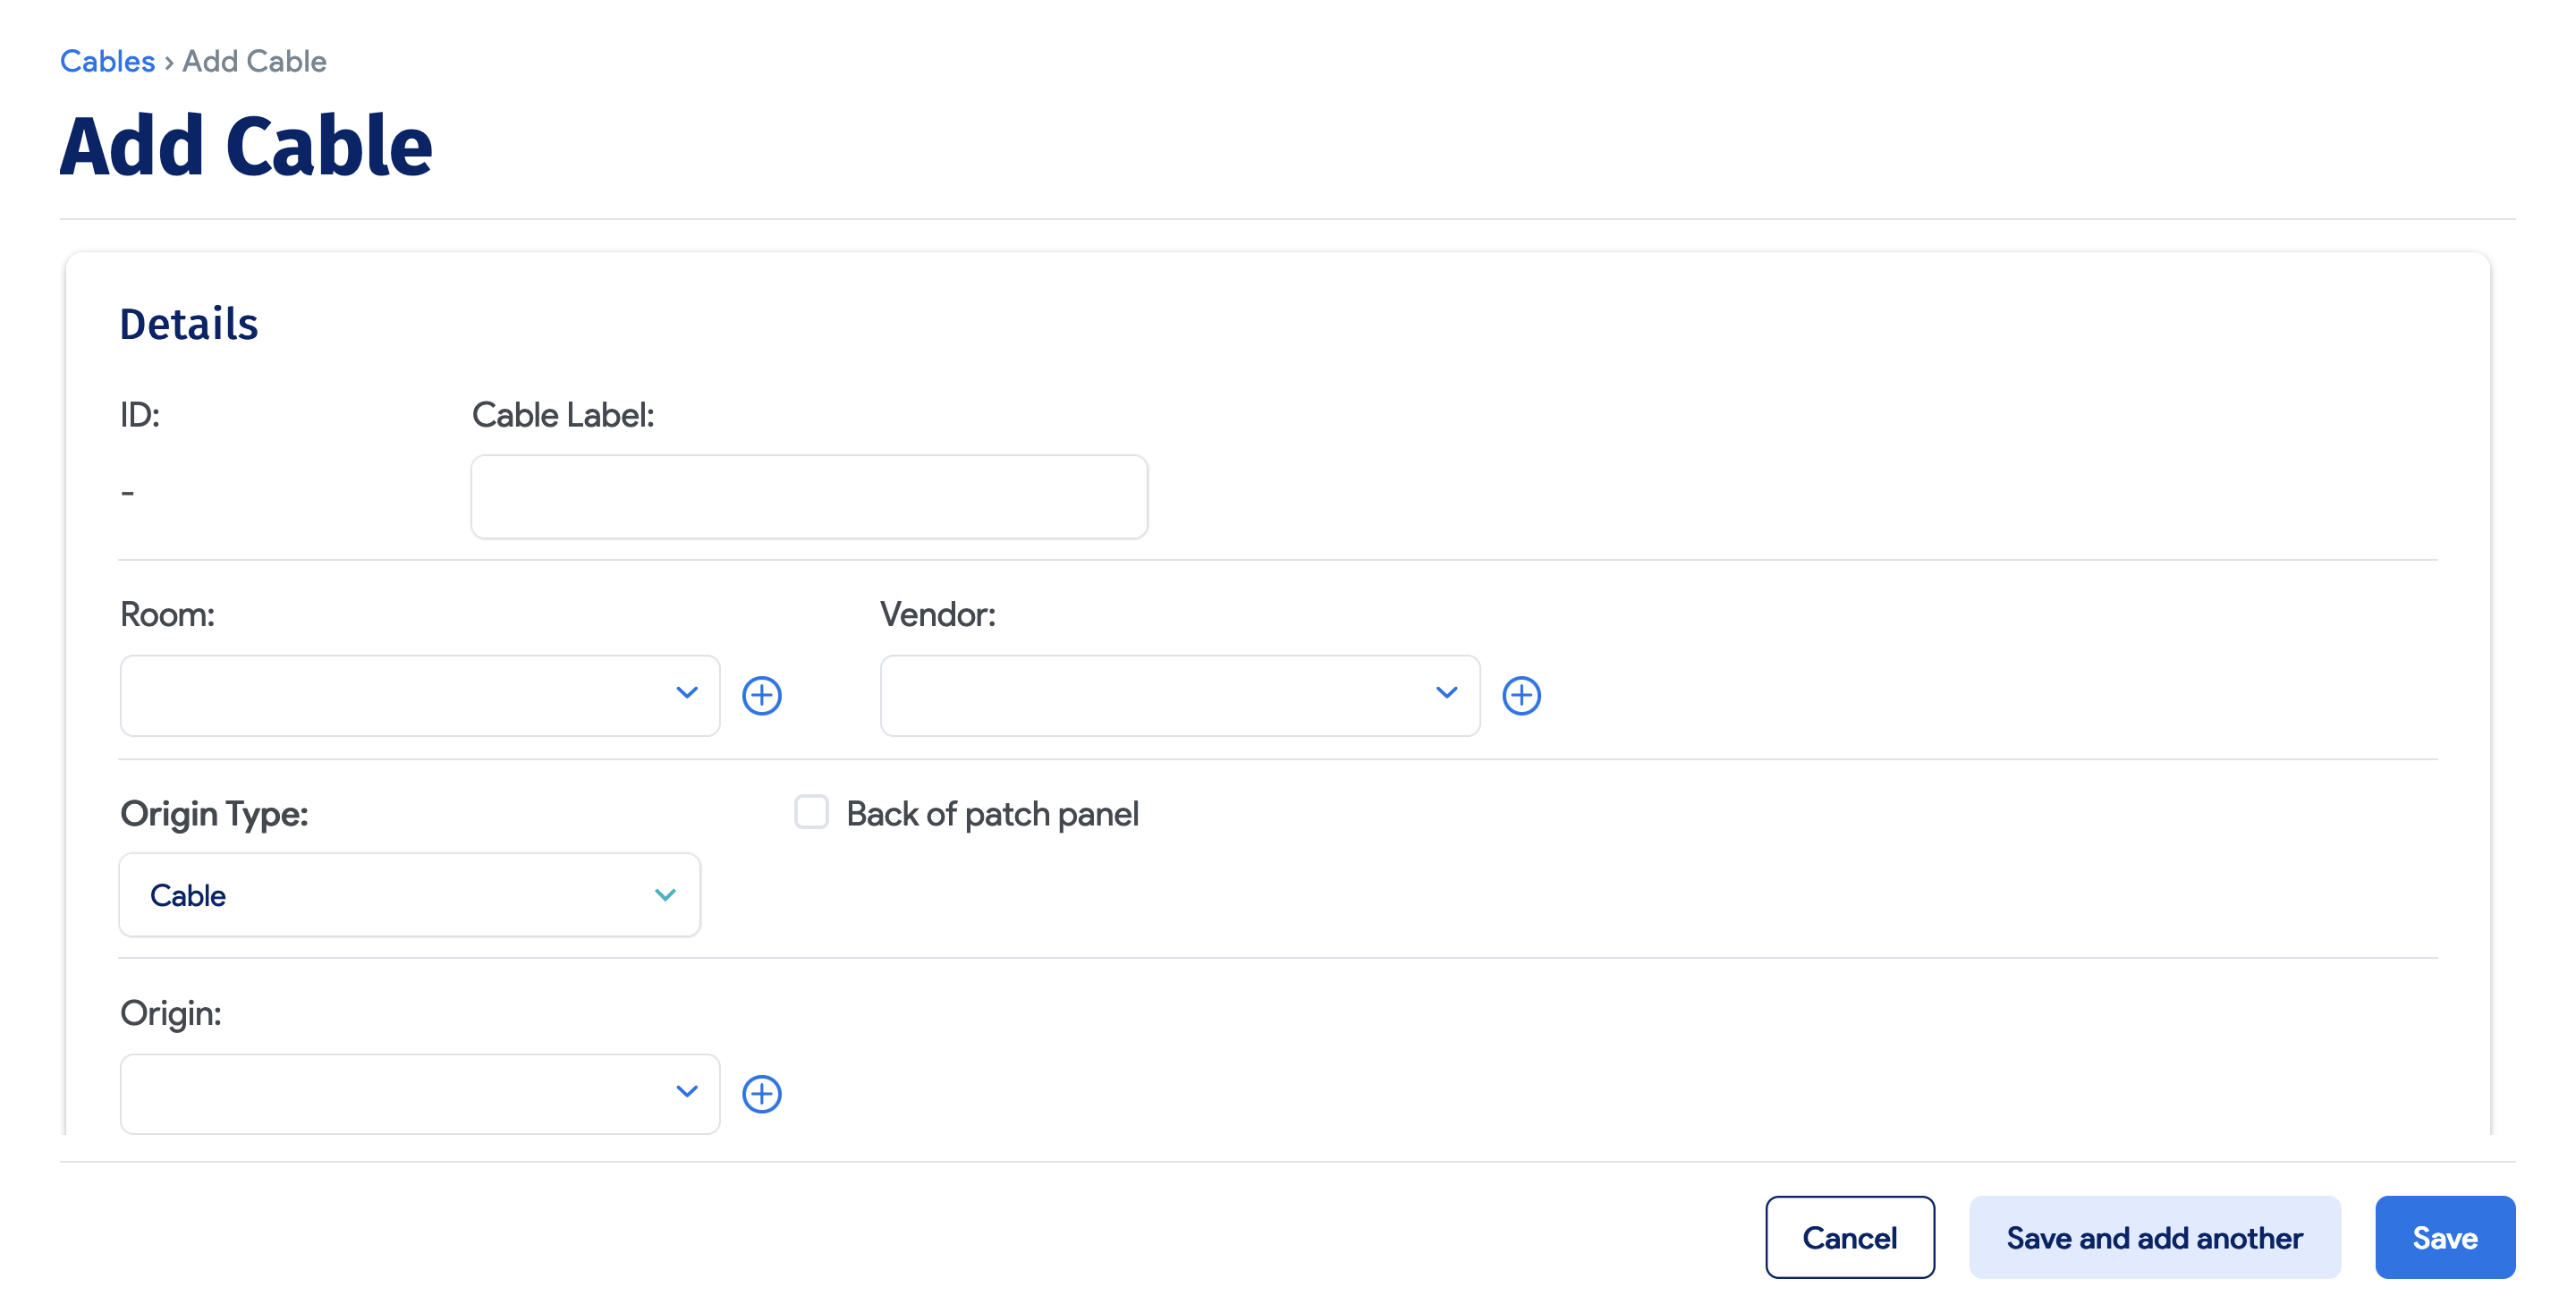 Cables › Add Cable
Add Cable
Details
ID: Cable Label:
-
Room: Vendor:
Origin Type: Back of patch panel
Cable
Origin:
Cancel Save and add another Save